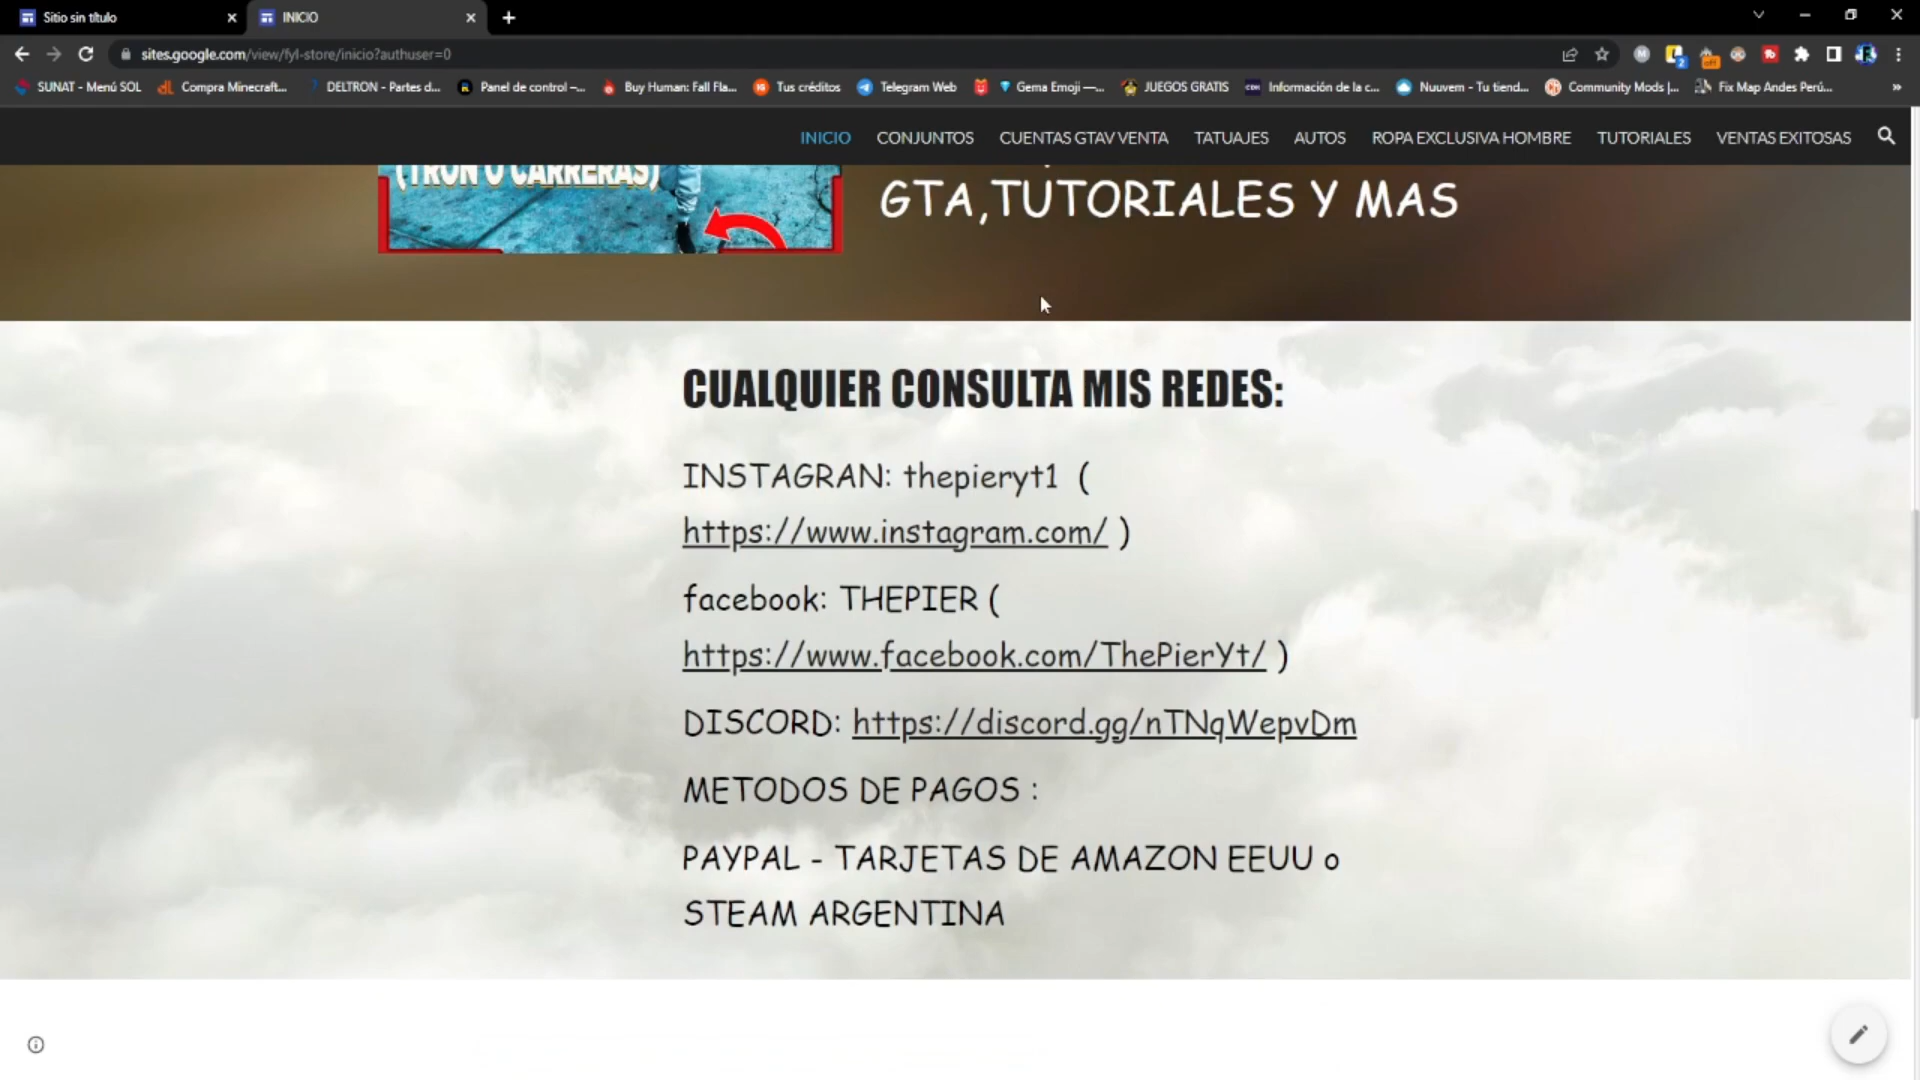 Sitio sin título
INICIO
sites.google.com/view/fyl-store/inicio?authuser=0
SUNAT - Menú SOL
Compra Minecraft...
DELTRON - Partes d...
Panel de control –...
Buy Human: Fall Fla...
Tus créditos
Telegram Web
Gema Emoji —...
JUEGOS GRATIS
Información de la c...
Nuuvem - Tu tiend...
Community Mods |...
Fix Map Andes Perú...
INICIO
CONJUNTOS
CUENTAS GTAV VENTA
TATUAJES
AUTOS
ROPA EXCLUSIVA HOMBRE
TUTORIALES
VENTAS EXITOSAS
(TRON O CARRERAS)
GTA,TUTORIALES Y MAS
CUALQUIER CONSULTA MIS REDES:
INSTAGRAN: thepieryt1 (
https://www.instagram.com/ )
facebook: THEPIER (
https://www.facebook.com/ThePierYt/ )
DISCORD: https://discord.gg/nTNqWepvDm
METODOS DE PAGOS :
PAYPAL - TARJETAS DE AMAZON EEUU o
STEAM ARGENTINA